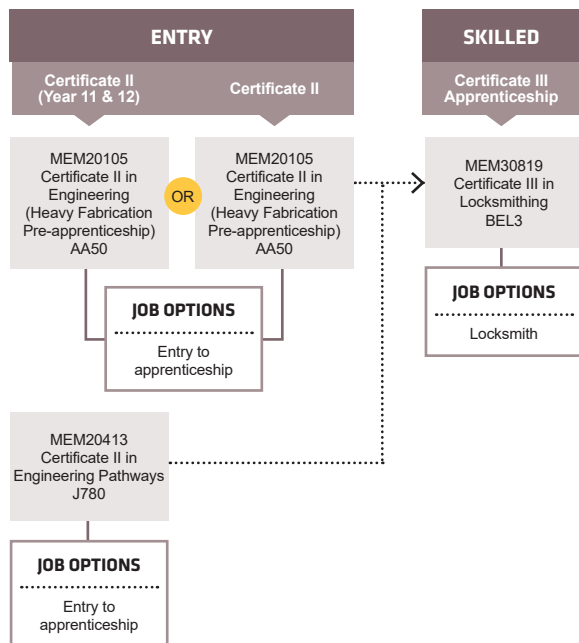 ENTRY
SKILLED
Certificate II
(Year 11 & 12)
Certificate II
Certificate III
Apprenticeship
MEM20105
Certificate II in
Engineering
(Heavy Fabrication
Pre-apprenticeship)
AA50
OR
MEM20105
Certificate II in
Engineering
(Heavy Fabrication
Pre-apprenticeship)
AA50
MEM30819
Certificate III in
Locksmithing
BEL3
JOB OPTIONS
Entry to
apprenticeship
JOB OPTIONS
Locksmith
MEM20413
Certificate II in
Engineering Pathways
J780
JOB OPTIONS
Entry to
apprenticeship